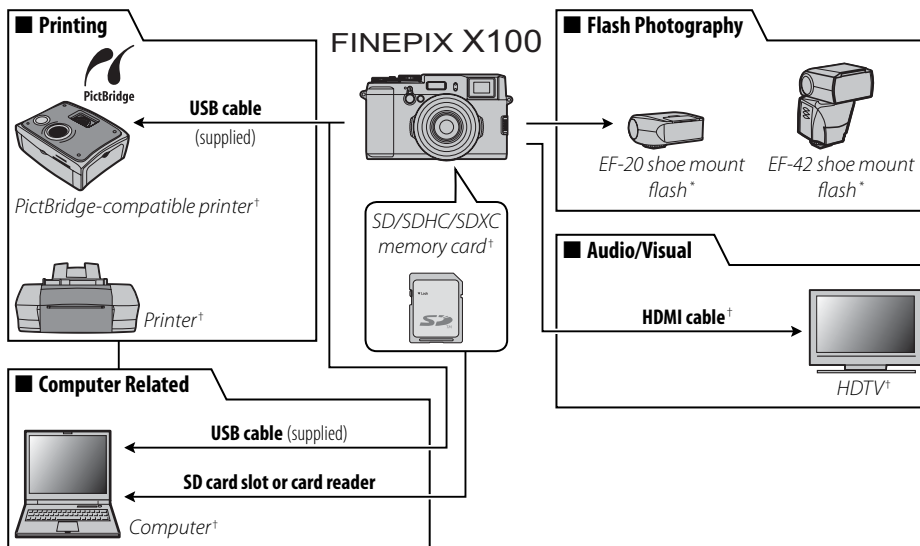 ■ Printing
PictBridge
USB cable
(supplied)
PictBridge-compatible printer†
Printer†
FINEPIX X100
SD/SDHC/SDXC
memory card†
Lock
SD
■ Flash Photography
EF-20 shoe mount
flash*
EF-42 shoe mount
flash*
■ Audio/Visual
HDMI cable†
HDTV†
■ Computer Related
USB cable (supplied)
SD card slot or card reader
Computer†